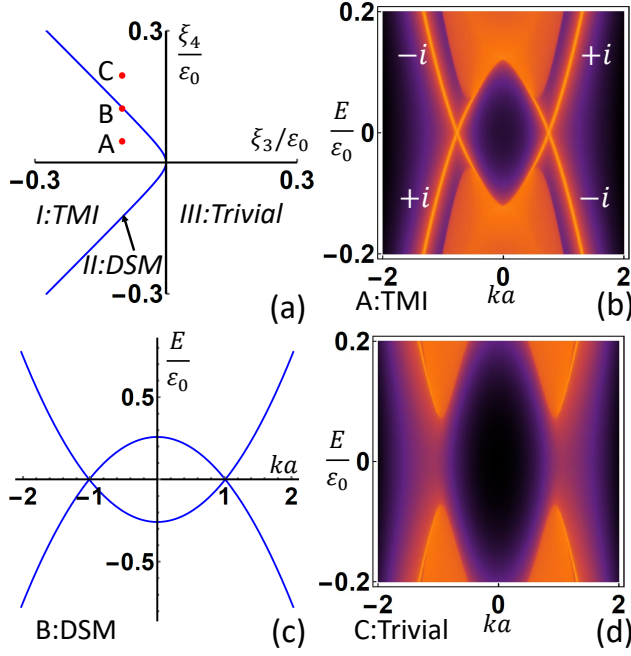 0.3
ξ₄/ε₀
C
B
A
ξ₃/ε₀
−0.3
0.3
I:TMI
III:Trivial
II:DSM
−0.3
(a)
0.2
−i
+i
E/ε₀
0
+i
−i
−0.2
−2
0
2
ka
A:TMI
(b)
E/ε₀
0.5
ka
−2
−1
1
2
−0.5
B:DSM
(c)
0.2
E/ε₀
0
−0.2
−2
0
2
ka
C:Trivial
(d)